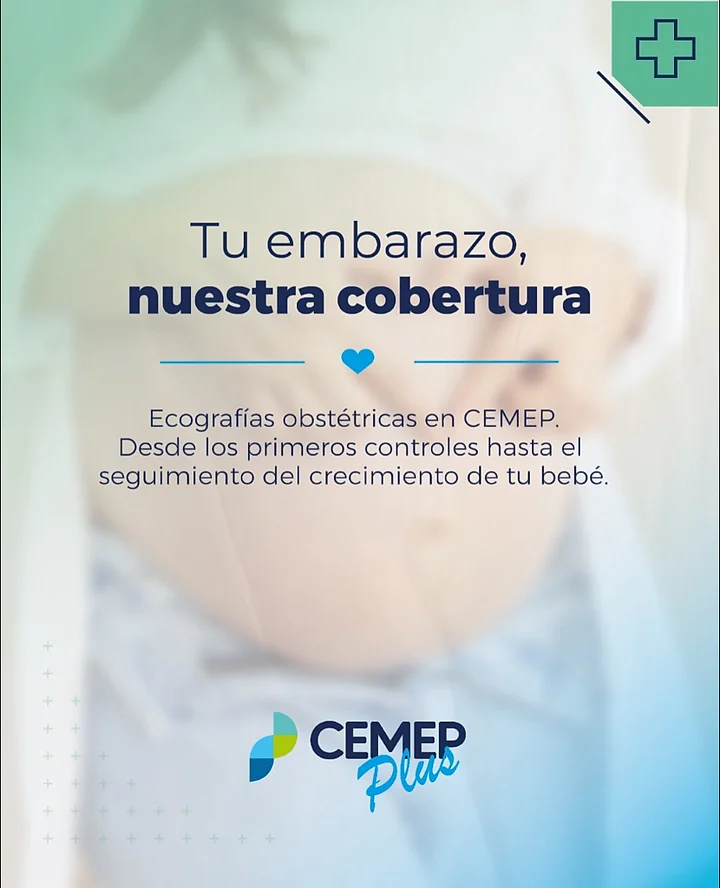 Tu embarazo,
nuestra cobertura
Ecografías obstétricas en CEMEP.
Desde los primeros controles hasta el
seguimiento del crecimiento de tu bebé.
CEMEP
Plus